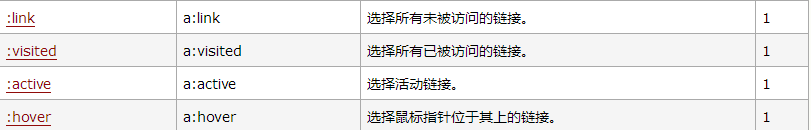 :link a:link 选择所有未被访问的链接。 1
:visited a:visited 选择所有已被访问的链接。 1
:active a:active 选择活动链接。 1
:hover a:hover 选择鼠标指针位于其上的链接。 1